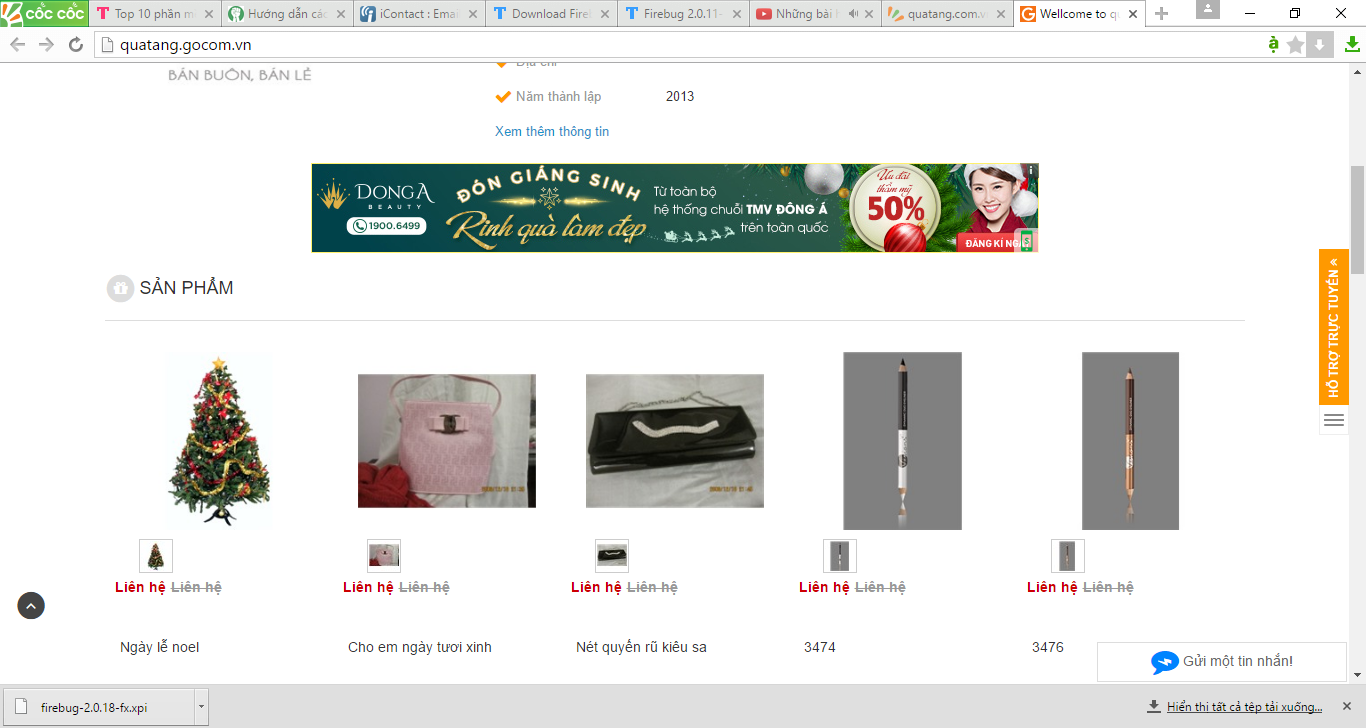 cốc cốc
Top 10 phần m
Hướng dẫn các
iContact : Email
Download Fireb
Firebug 2.0.11-
Những bài h
quatang.com.v
Wellcome to qu
quatang.gocom.vn
BÁN BUÔN, BÁN LẺ
Địa chỉ
Năm thành lập 2013
Xem thêm thông tin
DONG A
BEAUTY
1900.6499
ĐÓN GIÁNG SINH
Rinh quà làm đẹp
Từ toàn bộ
hệ thống chuỗi TMV ĐÔNG Á
trên toàn quốc
Ưu đãi
thẩm mỹ
50%
ĐĂNG KÍ NGA
SẢN PHẨM
HỖ TRỢ TRỰC TUYẾN
Liên hệ Liên hệ
Liên hệ Liên hệ
Liên hệ Liên hệ
Liên hệ Liên hệ
Liên hệ Liên hệ
Ngày lễ noel
Cho em ngày tươi xinh
Nét quyến rũ kiêu sa
3474
3476
Gửi một tin nhắn!
firebug-2.0.18-fx.xpi
Hiển thị tất cả tệp tải xuống...